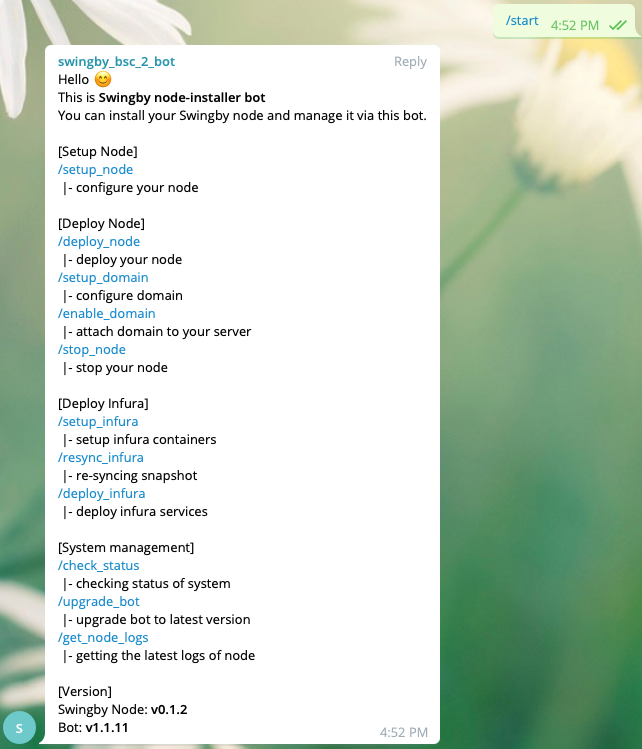 /start 4:52 PM
swingby_bsc_2_bot Reply
Hello 😊
This is Swingby node-installer bot
You can install your Swingby node and manage it via this bot.
[Setup Node]
/setup_node
|- configure your node
[Deploy Node]
/deploy_node
|- deploy your node
/setup_domain
|- configure domain
/enable_domain
|- attach domain to your server
/stop_node
|- stop your node
[Deploy Infura]
/setup_infura
|- setup infura containers
/resync_infura
|- re-syncing snapshot
/deploy_infura
|- deploy infura services
[System management]
/check_status
|- checking status of system
/upgrade_bot
|- upgrade bot to latest version
/get_node_logs
|- getting the latest logs of node
[Version]
Swingby Node: v0.1.2
Bot: v1.1.11
S 4:52 PM